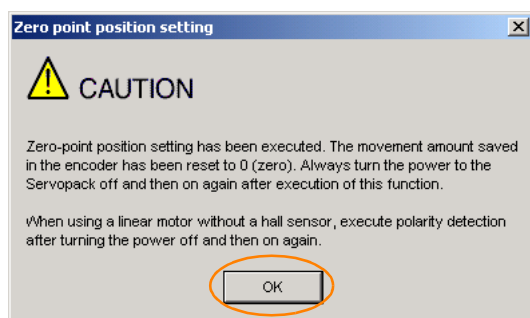 Zero point position setting
CAUTION
Zero-point position setting has been executed. The movement amount saved
in the encoder has been reset to 0 (zero). Always turn the power to the
Servopack off and then on again after execution of this function.
When using a linear motor without a hall sensor, execute polarity detection
after turning the power off and then on again.
OK